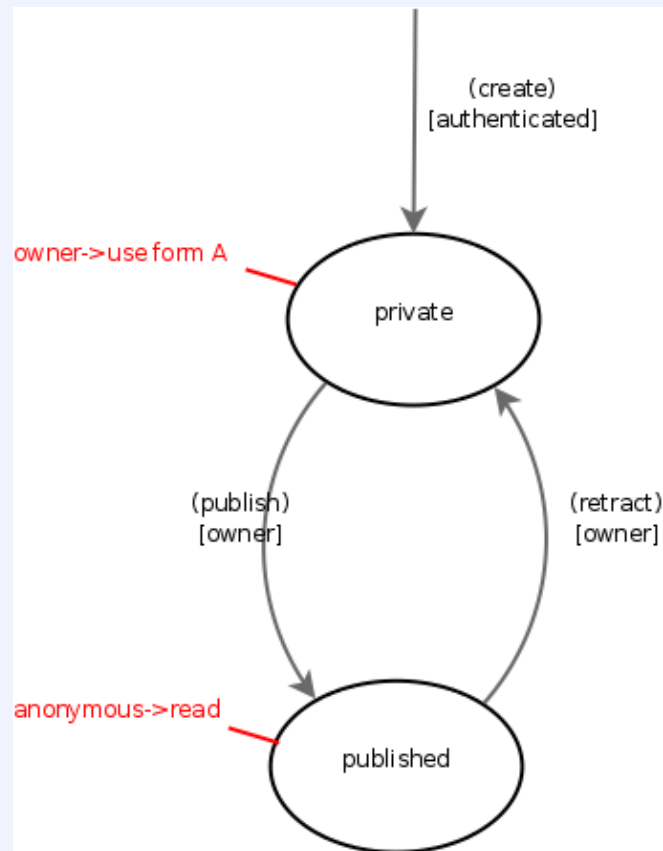 (create)
[authenticated]
owner->use form A
private
(publish)
[owner]
(retract)
[owner]
anonymous->read
published